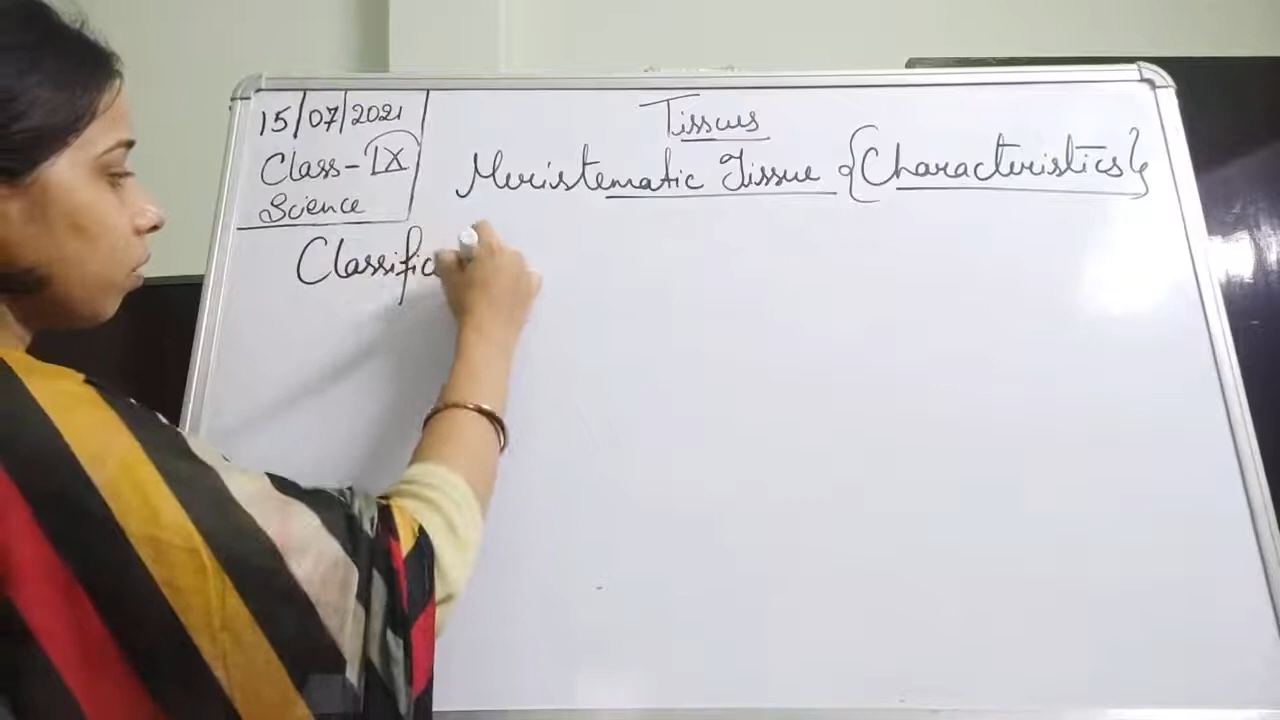 15/07/2021
Class - IX
Science
Tissues
Meristematic Tissue {Characteristics}
Classific